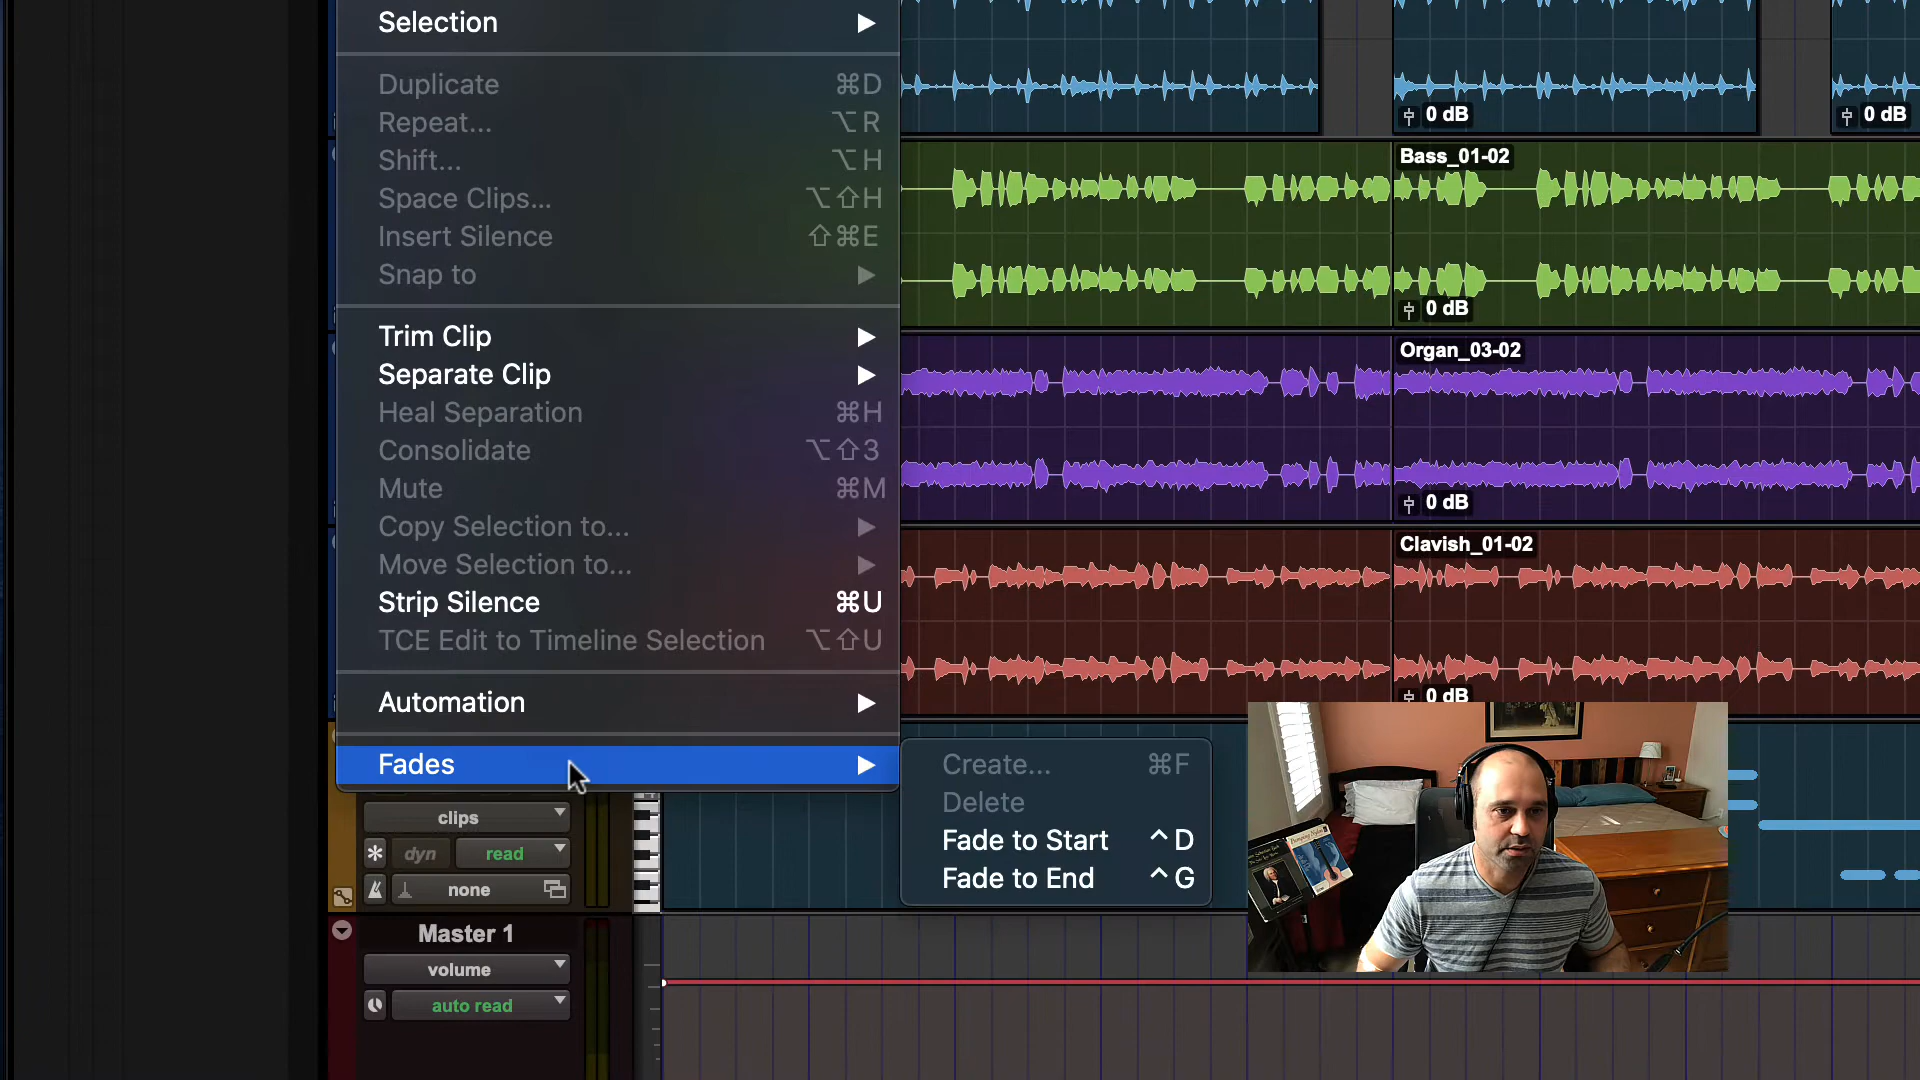 Selection
Duplicate ⌘D
Repeat... ⌥R
Shift... ⌥H
Space Clips... ⌥⇧H
Insert Silence ⇧⌘E
Snap to
Trim Clip
Separate Clip
Heal Separation ⌘H
Consolidate ⌥⇧3
Mute ⌘M
Copy Selection to...
Move Selection to...
Strip Silence ⌘U
TCE Edit to Timeline Selection ⌥⇧U
Automation
Fades
Create... ⌘F
Delete
Fade to Start ^D
Fade to End ^G
0 dB
0 dB
Bass_01-02
0 dB
Organ_03-02
0 dB
Clavish_01-02
0 dB
clips
dyn read
none
Master 1
volume
auto read